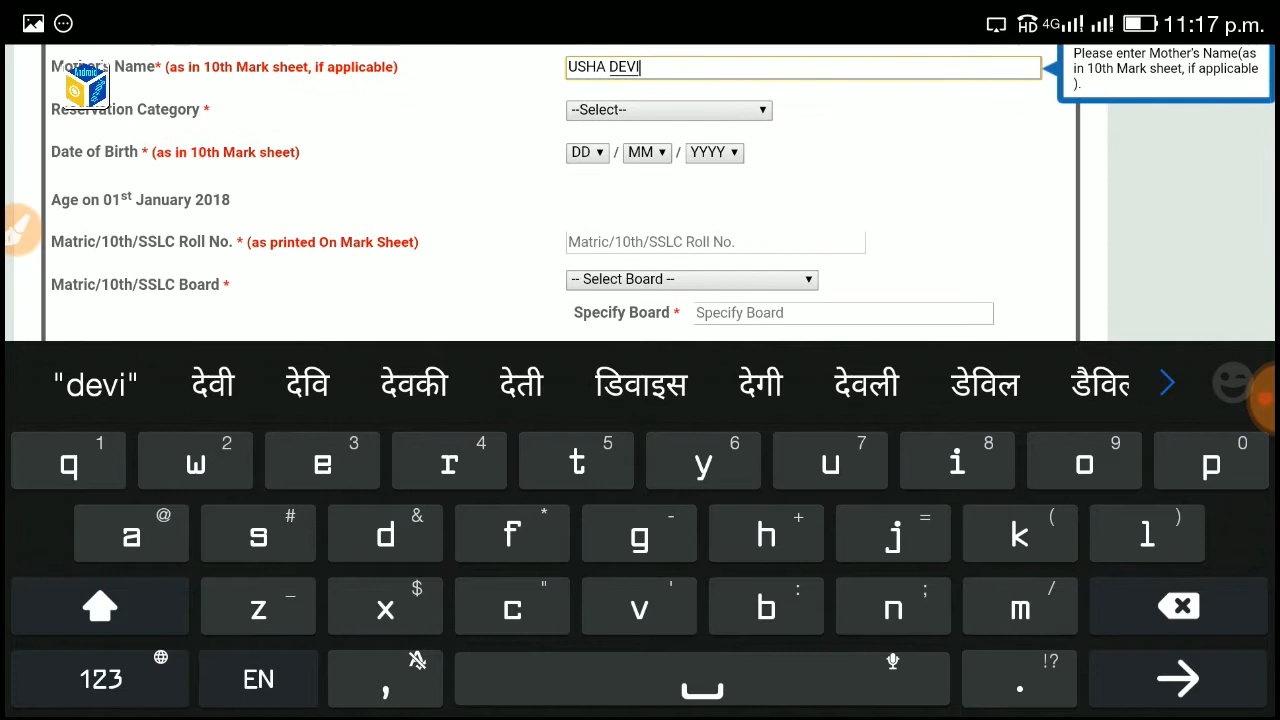 HD 4G 11:17 p.m.
Mother's Name* (as in 10th Mark sheet, if applicable) USHA DEVI
Please enter Mother's Name(as
in 10th Mark sheet, if applicable
).
Android
Reservation Category * --Select--
Date of Birth * (as in 10th Mark sheet) DD / MM / YYYY
Age on 01st January 2018
Matric/10th/SSLC Roll No. * (as printed On Mark Sheet) Matric/10th/SSLC Roll No.
Matric/10th/SSLC Board * -- Select Board --
Specify Board * Specify Board
"devi" देवी देवि देवकी देती डिवाइस देगी देवली डेविल
q 1 w 2 e 3 r 4 t 5 y 6 u 7 i 8 o 9 p 0
a @ s # d & f * g - h + j = k ( l )
z _ x $ c " v ' b : n ; m /
123 EN , . !?